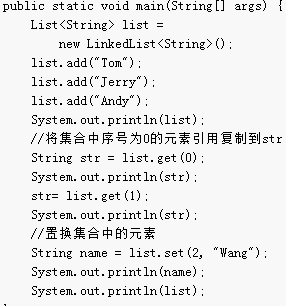 public static void main(String[] args) {
List<String> list =
new LinkedList<String>();
list.add("Tom");
list.add("Jerry");
list.add("Andy");
System.out.println(list);
//将集合中序号为0的元素引用复制到str
String str = list.get(0);
System.out.println(str);
str= list.get(1);
System.out.println(str);
//置换集合中的元素
String name = list.set(2, "Wang");
System.out.println(name);
System.out.println(list);